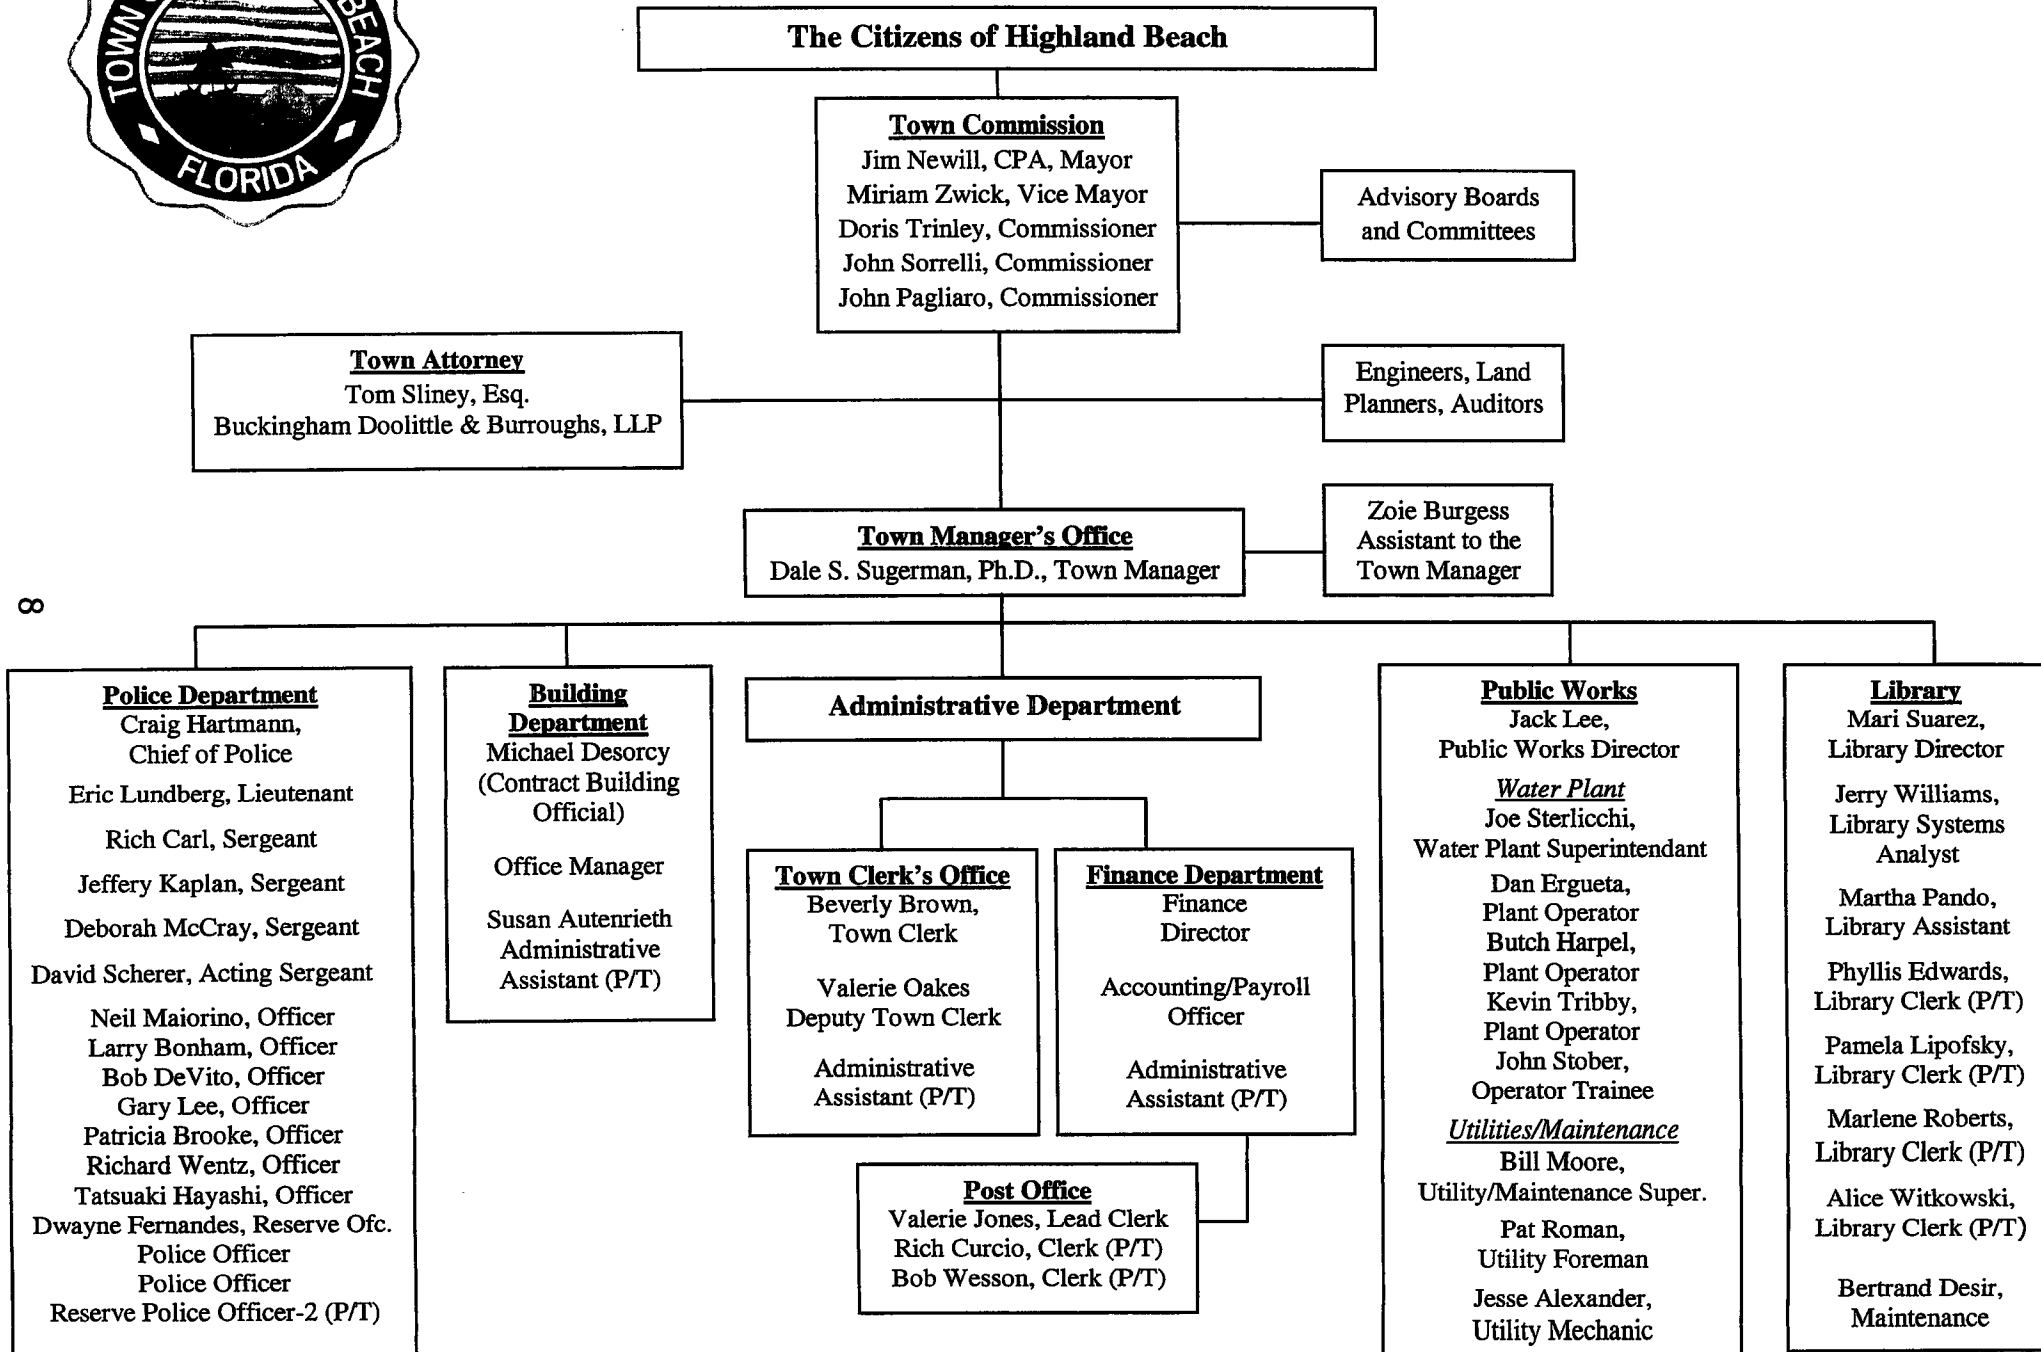 TOWN
BEACH
FLORIDA
The Citizens of Highland Beach
Town Commission
Jim Newill, CPA, Mayor
Miriam Zwick, Vice Mayor
Doris Trinley, Commissioner
John Sorrelli, Commissioner
John Pagliaro, Commissioner
Advisory Boards
and Committees
Town Attorney
Tom Sliney, Esq.
Buckingham Doolittle & Burroughs, LLP
Engineers, Land
Planners, Auditors
Town Manager's Office
Dale S. Sugerman, Ph.D., Town Manager
Zoie Burgess
Assistant to the
Town Manager
8
Police Department
Craig Hartmann,
Chief of Police
Eric Lundberg, Lieutenant
Rich Carl, Sergeant
Jeffery Kaplan, Sergeant
Deborah McCray, Sergeant
David Scherer, Acting Sergeant
Neil Maiorino, Officer
Larry Bonham, Officer
Bob DeVito, Officer
Gary Lee, Officer
Patricia Brooke, Officer
Richard Wentz, Officer
Tatsuaki Hayashi, Officer
Dwayne Fernandes, Reserve Ofc.
Police Officer
Police Officer
Reserve Police Officer-2 (P/T)
Building
Department
Michael Desorcy
(Contract Building
Official)
Office Manager
Susan Autenrieth
Administrative
Assistant (P/T)
Administrative Department
Town Clerk's Office
Beverly Brown,
Town Clerk
Valerie Oakes
Deputy Town Clerk
Administrative
Assistant (P/T)
Finance Department
Finance
Director
Accounting/Payroll
Officer
Administrative
Assistant (P/T)
Post Office
Valerie Jones, Lead Clerk
Rich Curcio, Clerk (P/T)
Bob Wesson, Clerk (P/T)
Public Works
Jack Lee,
Public Works Director
Water Plant
Joe Sterlicchi,
Water Plant Superintendant
Dan Ergueta,
Plant Operator
Butch Harpel,
Plant Operator
Kevin Tribby,
Plant Operator
John Stober,
Operator Trainee
Utilities/Maintenance
Bill Moore,
Utility/Maintenance Super.
Pat Roman,
Utility Foreman
Jesse Alexander,
Utility Mechanic
Library
Mari Suarez,
Library Director
Jerry Williams,
Library Systems
Analyst
Martha Pando,
Library Assistant
Phyllis Edwards,
Library Clerk (P/T)
Pamela Lipofsky,
Library Clerk (P/T)
Marlene Roberts,
Library Clerk (P/T)
Alice Witkowski,
Library Clerk (P/T)
Bertrand Desir,
Maintenance